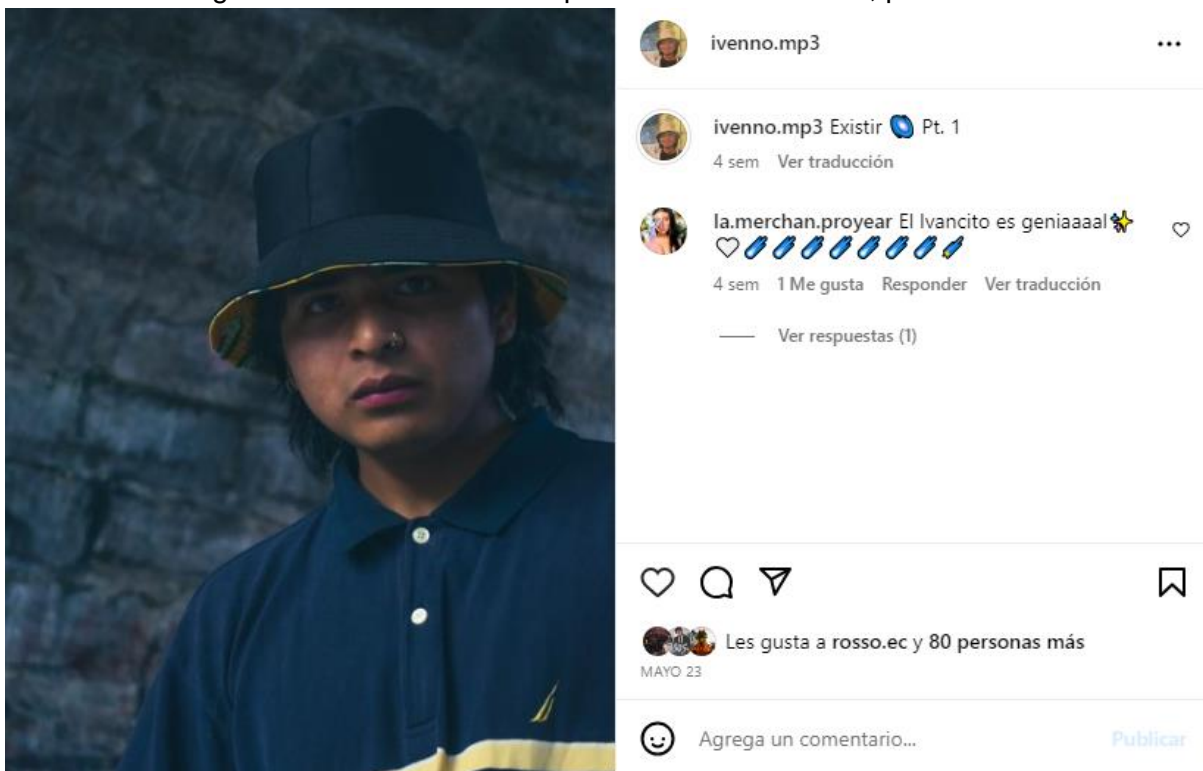 ivenno.mp3
ivenno.mp3 Existir Pt. 1
4 sem Ver traducción
la.merchan.proyear El Ivancito es geniaaaal
4 sem 1 Me gusta Responder Ver traducción
Ver respuestas (1)
Les gusta a rosso.ec y 80 personas más
MAYO 23
Agrega un comentario...
Publicar